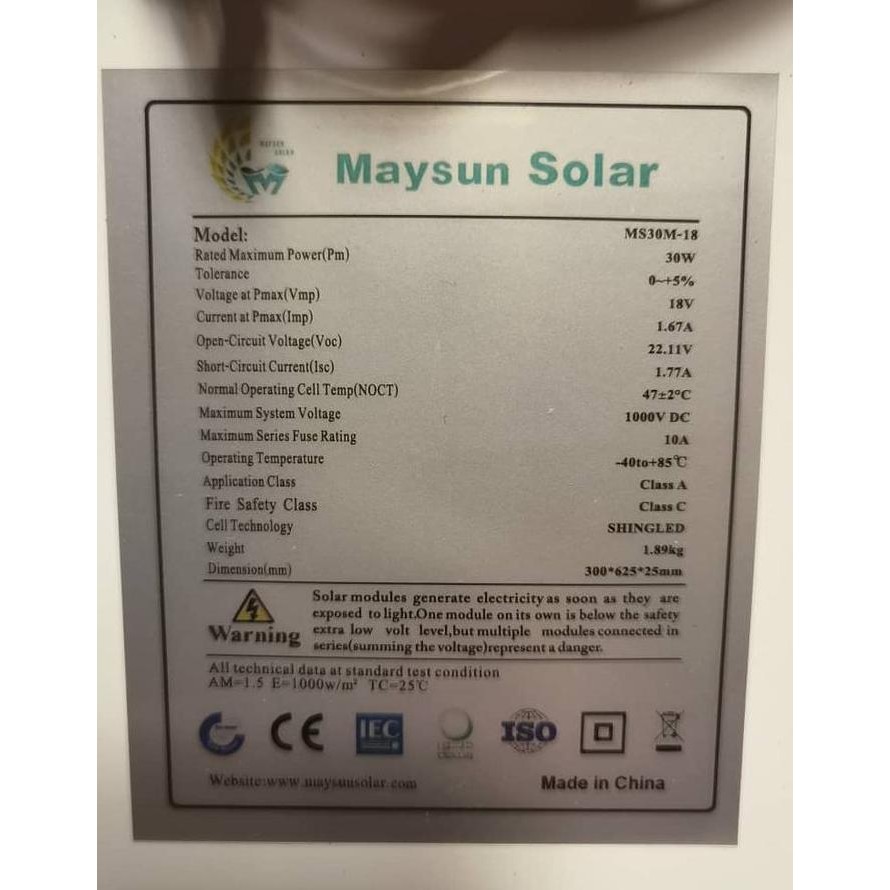 MAYSUN
SOLAR
Maysun Solar
Model: MS30M-18
Rated Maximum Power(Pm) 30W
Tolerance 0~+5%
Voltage at Pmax(Vmp) 18V
Current at Pmax(Imp) 1.67A
Open-Circuit Voltage(Voc) 22.11V
Short-Circuit Current(Isc) 1.77A
Normal Operating Cell Temp(NOCT) 47±2°C
Maximum System Voltage 1000V DC
Maximum Series Fuse Rating 10A
Operating Temperature -40to+85℃
Application Class Class A
Fire Safety Class Class C
Cell Technology SHINGLED
Weight 1.89kg
Dimension(mm) 300*625*25mm
Solar modules generate electricity as soon as they are
exposed to light.One module on its own is below the safety
extra low volt level,but multiple modules connected in
series(summing the voltage)represent a danger.
Warning
All technical data at standard test condition
AM=1.5 E=1000w/m² TC=25℃
CE IEC ISO
Website:www.maysunsolar.com Made in China